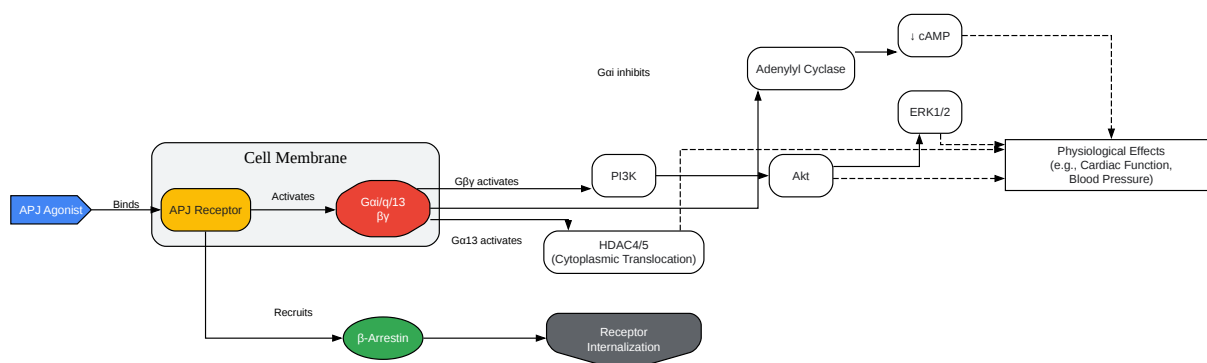 ↓ cAMP
Gαi inhibits
Adenylyl Cyclase
ERK1/2
Cell Membrane
Physiological Effects
(e.g., Cardiac Function,
Blood Pressure)
APJ Agonist
Binds
APJ Receptor
Activates
Gαi/q/13
βγ
Gβγ activates
PI3K
Akt
Gα13 activates
HDAC4/5
(Cytoplasmic Translocation)
Recruits
β-Arrestin
Receptor
Internalization